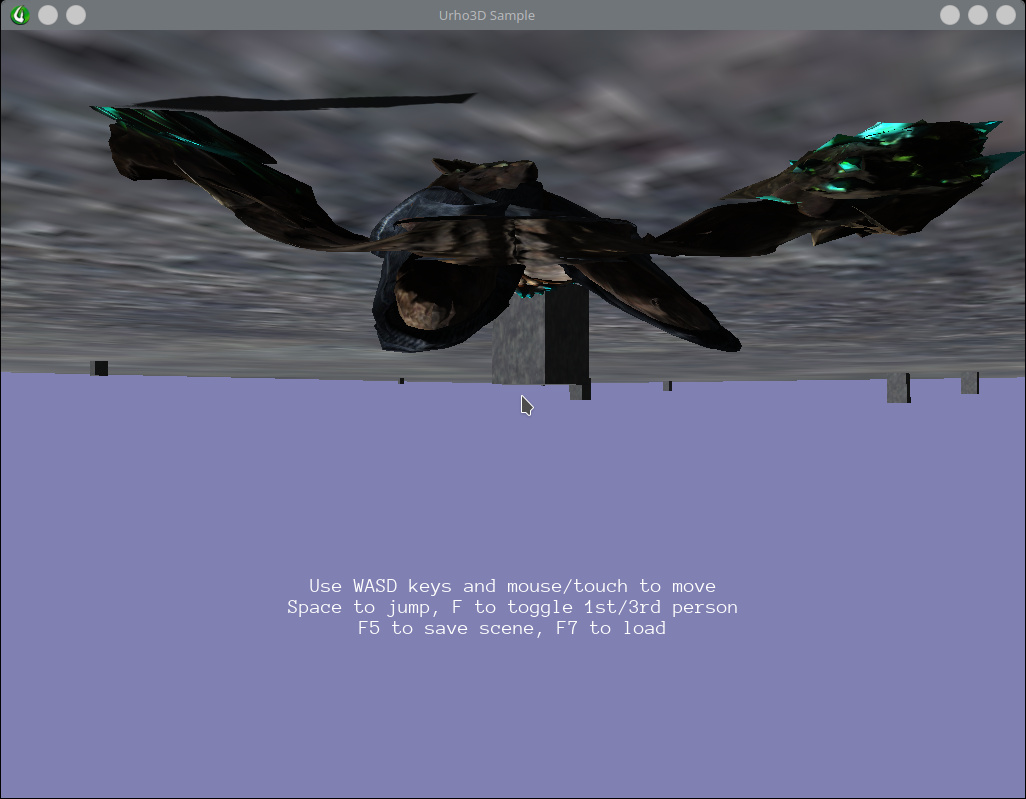 Urho3D Sample
Use WASD keys and mouse/touch to move
Space to jump, F to toggle 1st/3rd person
F5 to save scene, F7 to load